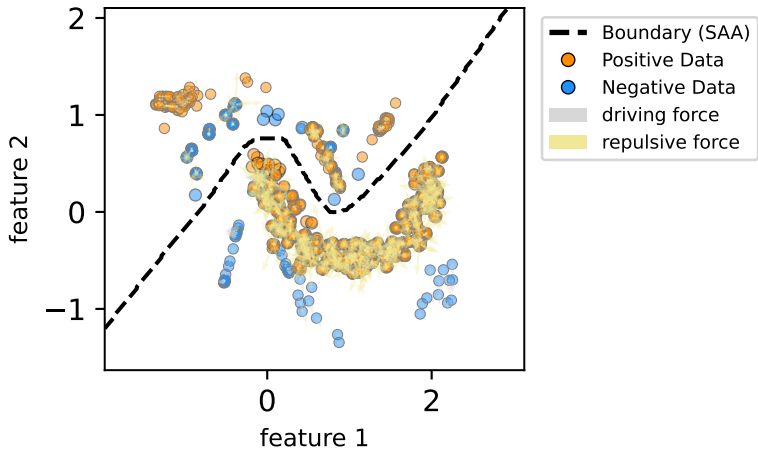 2
1
0
−1
feature 2
0
2
feature 1
Boundary (SAA)
Positive Data
Negative Data
driving force
repulsive force